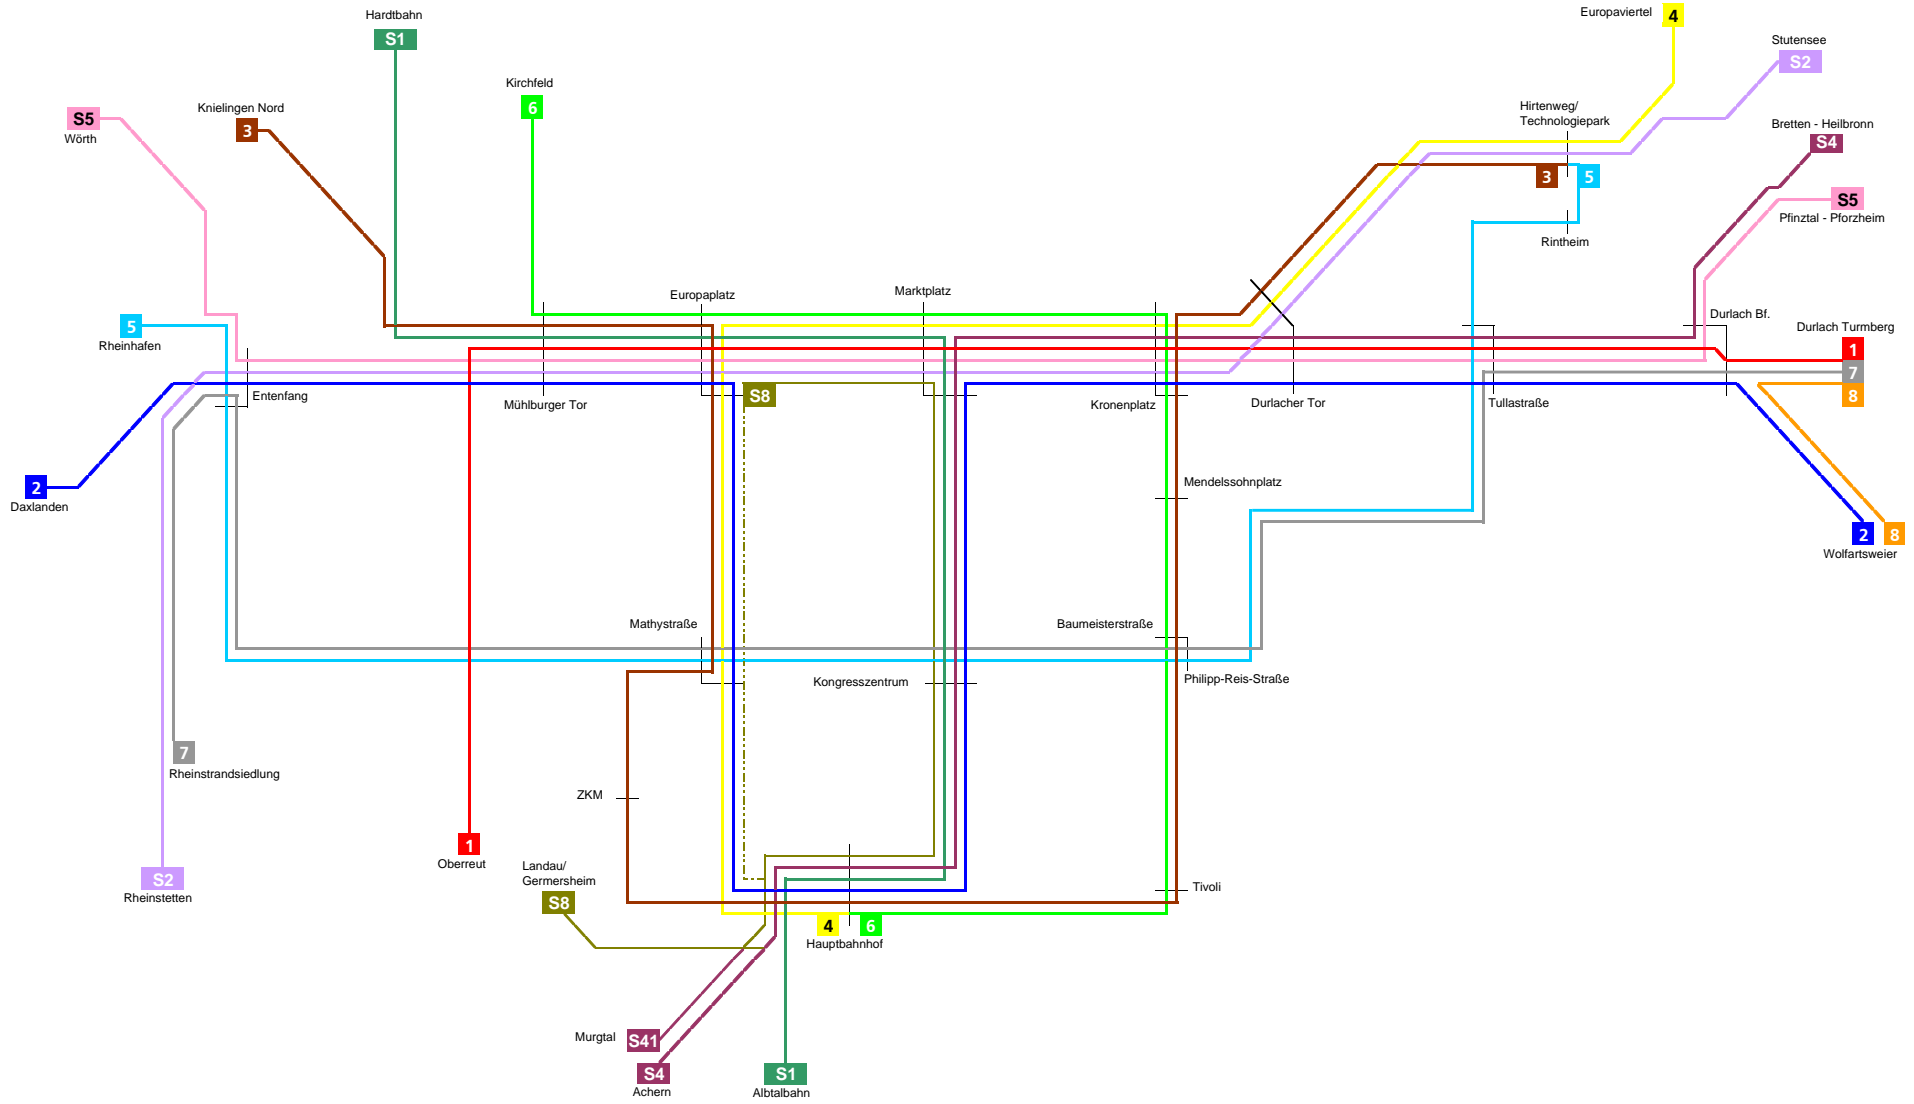 Europaviertel
4
Hardtbahn
S1
Stutensee
S2
Kirchfeld
6
Hirtenweg/
Technologiepark
S5
Wörth
Knielingen Nord
3
Bretten - Heilbronn
S4
3
5
S5
Pfinztal - Pforzheim
Rintheim
Europaplatz
Marktplatz
Durlach Bf.
5
Rheinhafen
Durlach Turmberg
1
7
8
Entenfang
Mühlburger Tor
S8
Kronenplatz
Durlacher Tor
Tullastraße
2
Daxlanden
Mendelssohnplatz
2
8
Wolfartsweier
Mathystraße
Baumeisterstraße
Kongresszentrum
Philipp-Reis-Straße
7
Rheinstrandsiedlung
ZKM
1
Oberreut
S2
Rheinstetten
Landau/
Germersheim
S8
Tivoli
4
6
Hauptbahnhof
Murgtal
S41
S4
Achern
S1
Albtalbahn